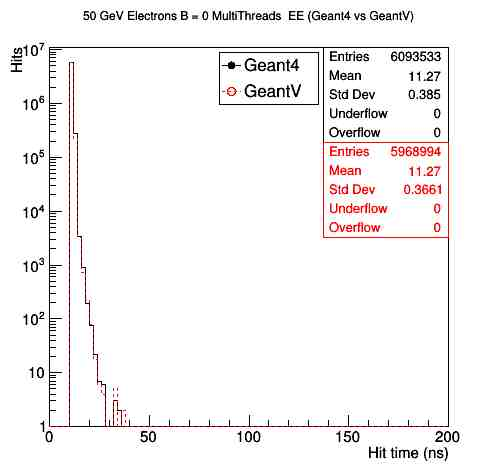 50 GeV Electrons B = 0 MultiThreads EE (Geant4 vs GeantV)
Hits
10^7
10^6
10^5
10^4
10^3
10^2
10
1
Geant4
GeantV
Entries 6093533
Mean 11.27
Std Dev 0.385
Underflow 0
Overflow 0
Entries 5968994
Mean 11.27
Std Dev 0.3661
Underflow 0
Overflow 0
0 50 100 150 200
Hit time (ns)